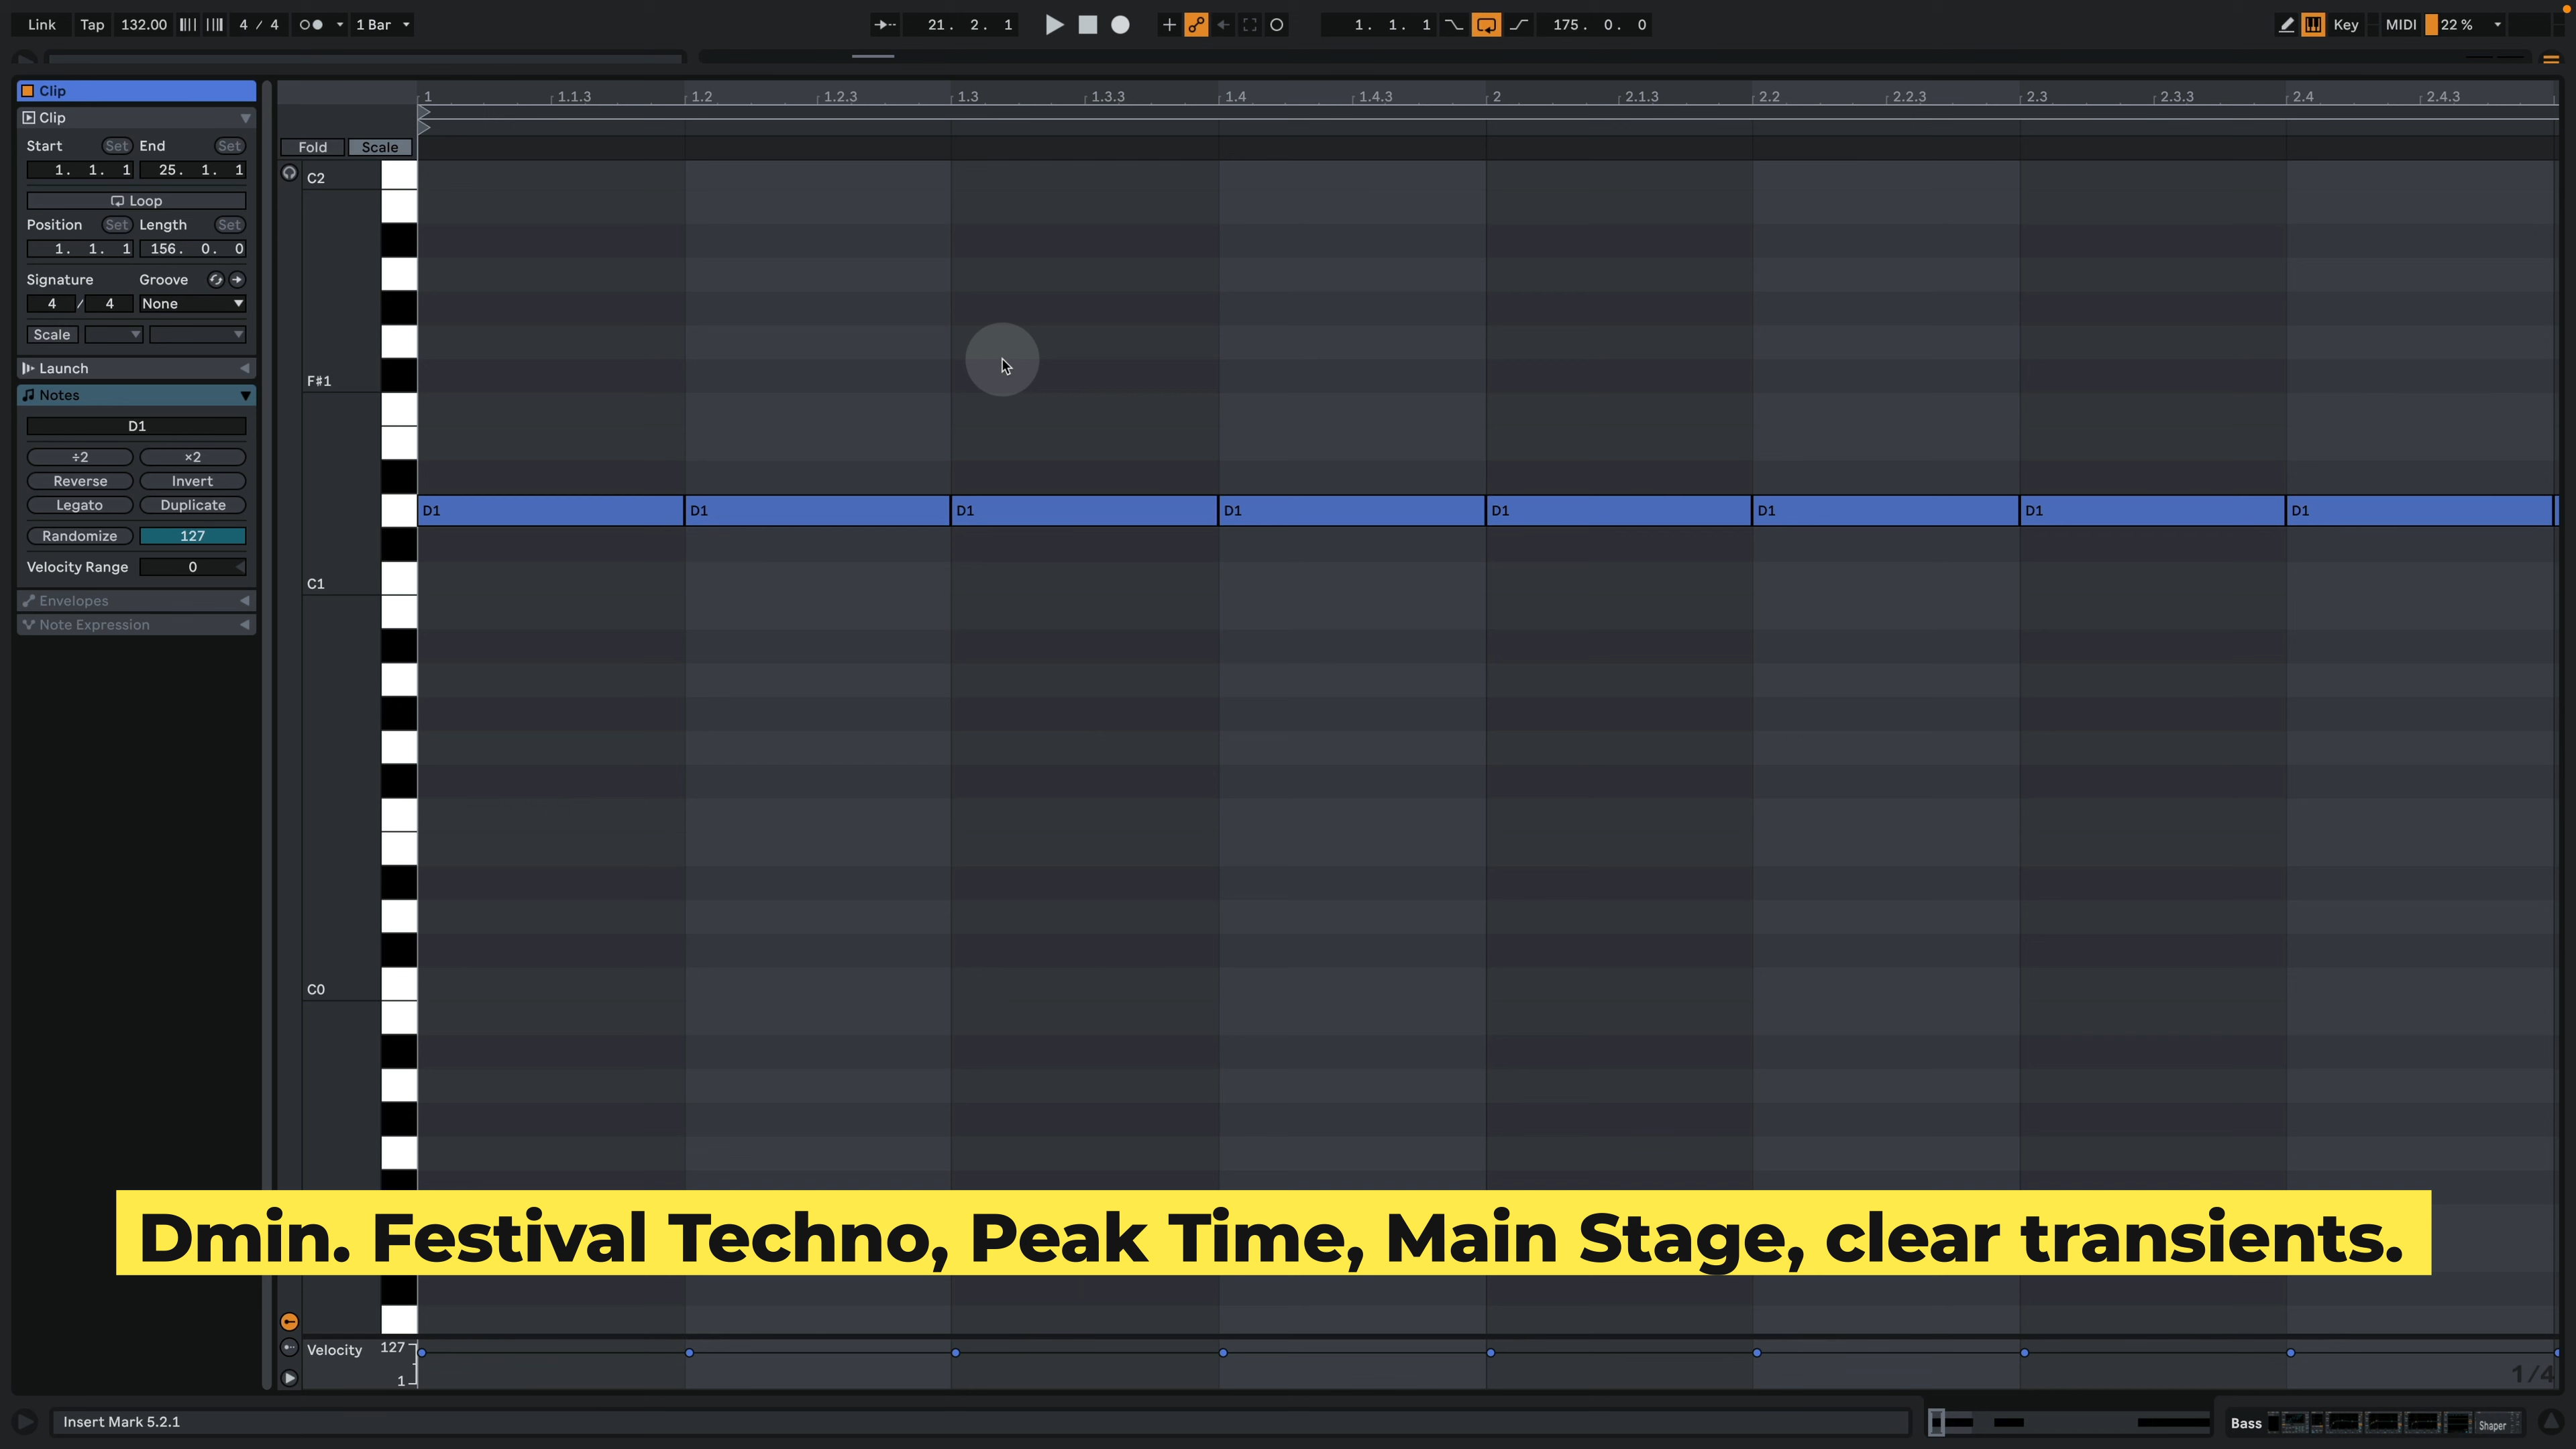 Link Tap 132.00 4 / 4 1 Bar 21. 2. 1 1. 1. 1 175. 0. 0 Key MIDI 22 %
Clip
Clip
Start Set End Set
1. 1. 1 25. 1. 1
Loop
Position Set Length Set
1. 1. 1 156. 0. 0
Signature Groove
4 / 4 None
Scale
Launch
Notes
D1
÷2 ×2
Reverse Invert
Legato Duplicate
Randomize 127
Velocity Range 0
Envelopes
Note Expression
1 1.1.3 1.2 1.2.3 1.3 1.3.3 1.4 1.4.3 2 2.1.3 2.2 2.2.3 2.3 2.3.3 2.4 2.4.3
Fold Scale
C2
F#1
D1 D1 D1 D1 D1 D1 D1 D1
C1
C0
Dmin. Festival Techno, Peak Time, Main Stage, clear transients.
Velocity 127
1
1/4
Insert Mark 5.2.1
Bass Shaper